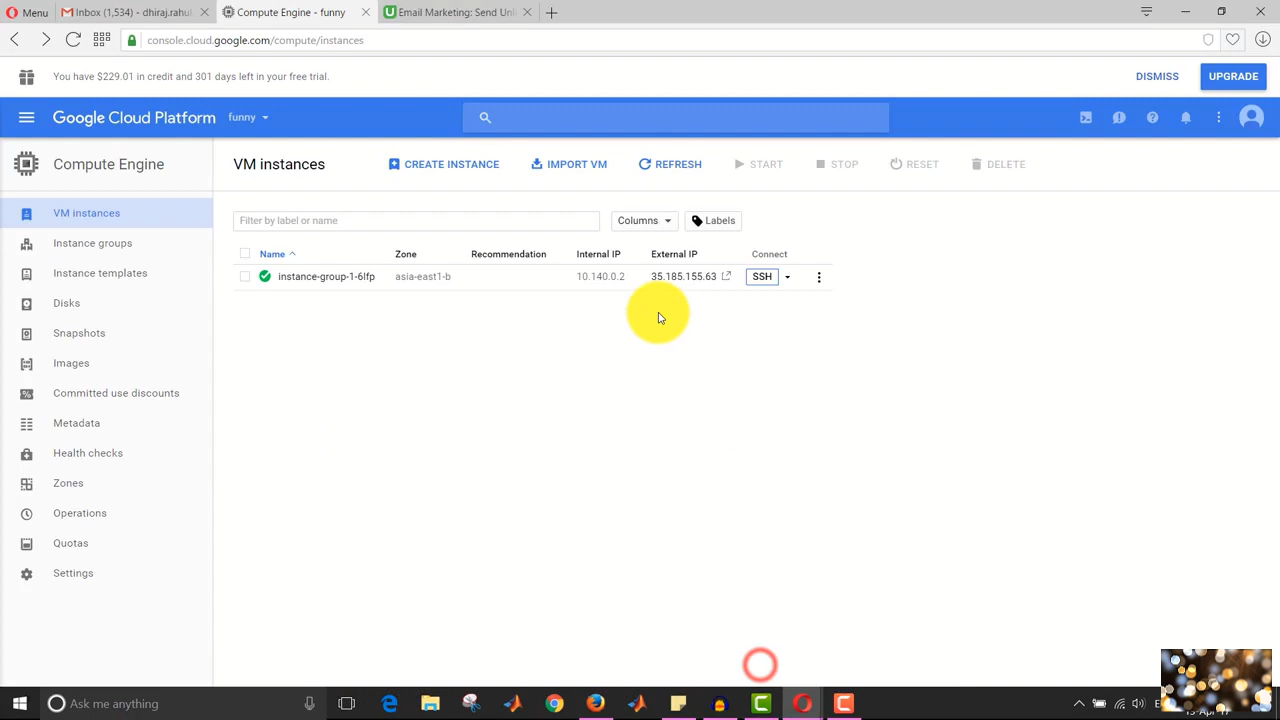 Menu
Inbox (1,534) - dhiraj.rahul
Compute Engine - funny
Email Marketing: Send Unl
console.cloud.google.com/compute/instances
You have $229.01 in credit and 301 days left in your free trial.
DISMISS
UPGRADE
Google Cloud Platform
funny
Compute Engine
VM instances
CREATE INSTANCE
IMPORT VM
REFRESH
START
STOP
RESET
DELETE
VM instances
Instance groups
Instance templates
Disks
Snapshots
Images
Committed use discounts
Metadata
Health checks
Zones
Operations
Quotas
Settings
Filter by label or name
Columns
Labels
Name Zone Recommendation Internal IP External IP Connect
instance-group-1-6lfp asia-east1-b 10.140.0.2 35.185.155.63 SSH
Ask me anything